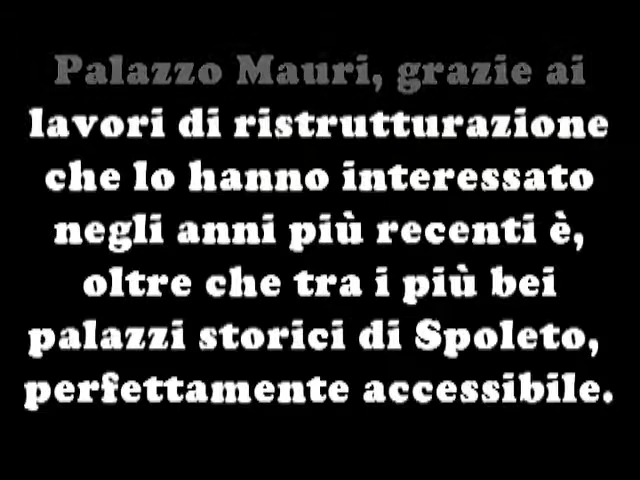 Palazzo Mauri, grazie ai
lavori di ristrutturazione
che lo hanno interessato
negli anni più recenti è,
oltre che tra i più bei
palazzi storici di Spoleto,
perfettamente accessibile.